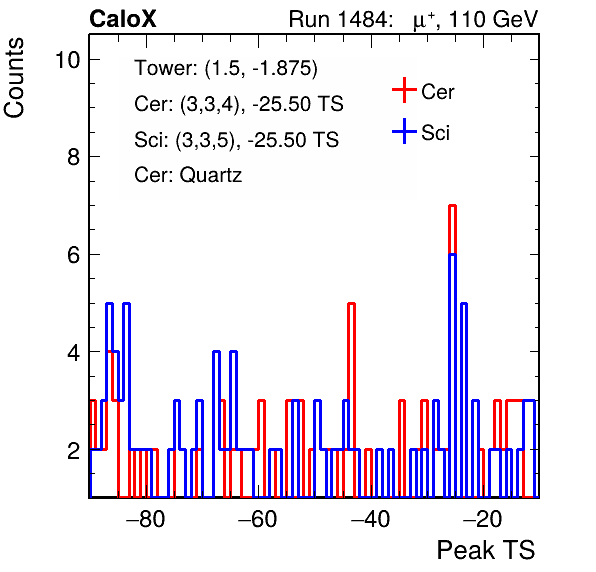 CaloX Run 1484: μ⁺, 110 GeV
Counts
Tower: (1.5, -1.875)
Cer: (3,3,4), -25.50 TS
Sci: (3,3,5), -25.50 TS
Cer: Quartz
Cer
Sci
10
8
6
4
2
−80 −60 −40 −20
Peak TS